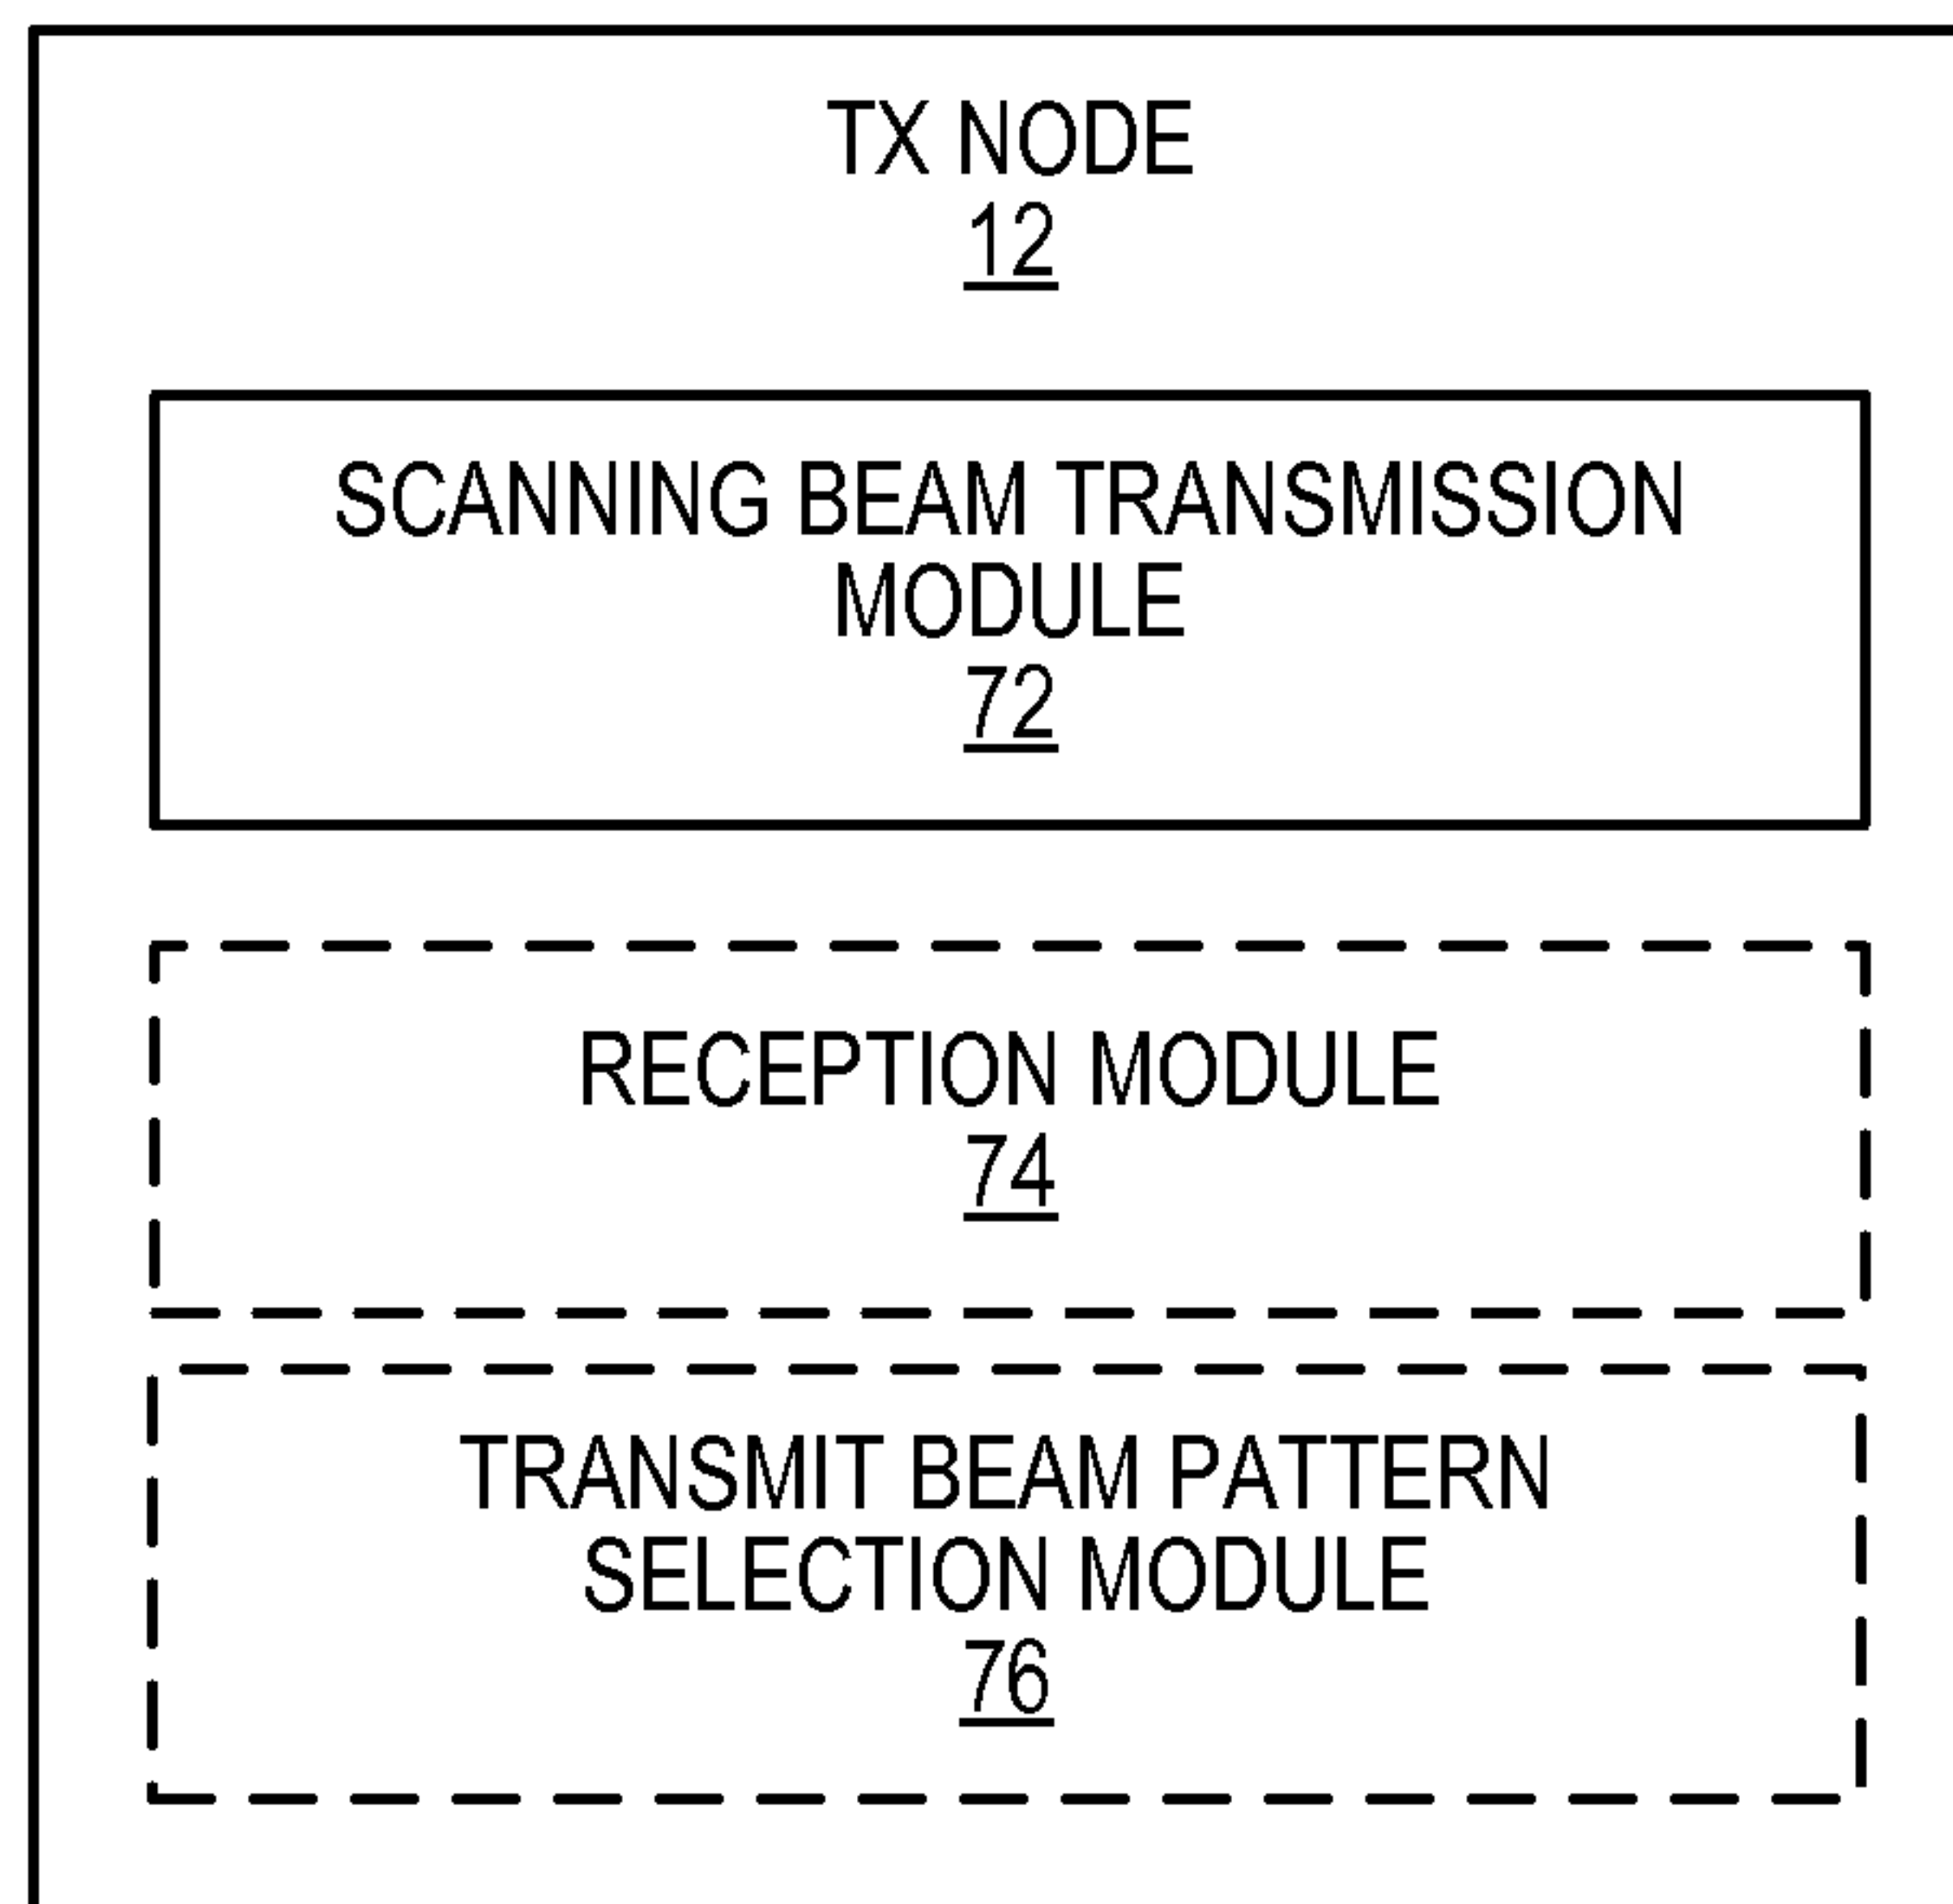 TX NODE
12
SCANNING BEAM TRANSMISSION
MODULE
72
RECEPTION MODULE
74
TRANSMIT BEAM PATTERN
SELECTION MODULE
76